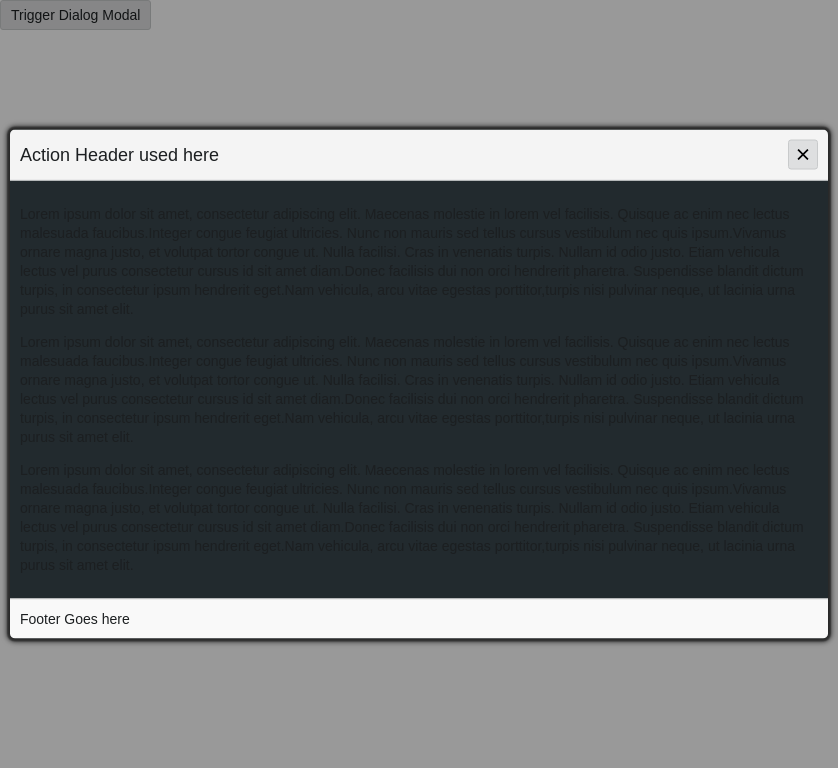 Trigger Dialog Modal
Action Header used here
Lorem ipsum dolor sit amet, consectetur adipiscing elit. Maecenas molestie in lorem vel facilisis. Quisque ac enim nec lectus
malesuada faucibus.Integer congue feugiat ultricies. Nunc non mauris sed tellus cursus vestibulum nec quis ipsum.Vivamus
ornare magna justo, et volutpat tortor congue ut. Nulla facilisi. Cras in venenatis turpis. Nullam id odio justo. Etiam vehicula
lectus vel purus consectetur cursus id sit amet diam.Donec facilisis dui non orci hendrerit pharetra. Suspendisse blandit dictum
turpis, in consectetur ipsum hendrerit eget.Nam vehicula, arcu vitae egestas porttitor,turpis nisi pulvinar neque, ut lacinia urna
purus sit amet elit.
Lorem ipsum dolor sit amet, consectetur adipiscing elit. Maecenas molestie in lorem vel facilisis. Quisque ac enim nec lectus
malesuada faucibus.Integer congue feugiat ultricies. Nunc non mauris sed tellus cursus vestibulum nec quis ipsum.Vivamus
ornare magna justo, et volutpat tortor congue ut. Nulla facilisi. Cras in venenatis turpis. Nullam id odio justo. Etiam vehicula
lectus vel purus consectetur cursus id sit amet diam.Donec facilisis dui non orci hendrerit pharetra. Suspendisse blandit dictum
turpis, in consectetur ipsum hendrerit eget.Nam vehicula, arcu vitae egestas porttitor,turpis nisi pulvinar neque, ut lacinia urna
purus sit amet elit.
Lorem ipsum dolor sit amet, consectetur adipiscing elit. Maecenas molestie in lorem vel facilisis. Quisque ac enim nec lectus
malesuada faucibus.Integer congue feugiat ultricies. Nunc non mauris sed tellus cursus vestibulum nec quis ipsum.Vivamus
ornare magna justo, et volutpat tortor congue ut. Nulla facilisi. Cras in venenatis turpis. Nullam id odio justo. Etiam vehicula
lectus vel purus consectetur cursus id sit amet diam.Donec facilisis dui non orci hendrerit pharetra. Suspendisse blandit dictum
turpis, in consectetur ipsum hendrerit eget.Nam vehicula, arcu vitae egestas porttitor,turpis nisi pulvinar neque, ut lacinia urna
purus sit amet elit.
Footer Goes here